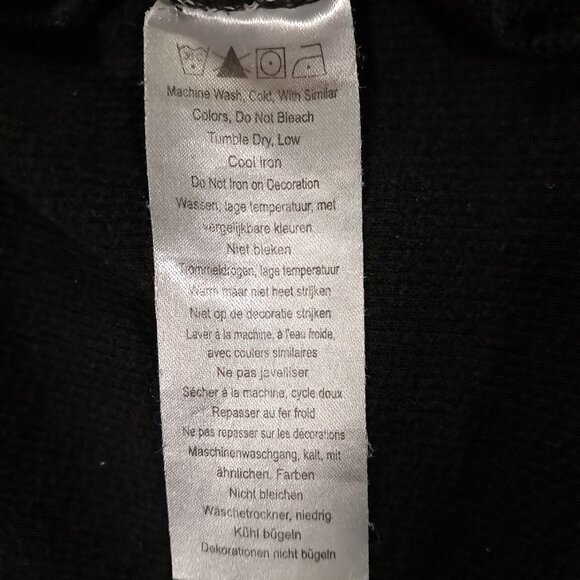 30°C
Machine Wash, Cold, With Similar
Colors, Do Not Bleach
Tumble Dry, Low
Cool Iron
Do Not Iron on Decoration
Wassen, lage temperatuur, met
vergelijkbare kleuren
Niet bleken
Trommeldrogen, lage temperatuur
Warm maar niet heet strijken
Niet op de decoratie strijken
Laver à la machine, à l'eau froide,
avec coulers similaires
Ne pas javelliser
Sécher à la machine, cycle doux
Repasser au fer froid
Ne pas repasser sur les décorations
Maschinenwaschgang, kalt, mit
ähnlichen, Farben
Nicht bleichen
Wäschetrockner, niedrig
Kühl bügeln
Dekorationen nicht bügeln